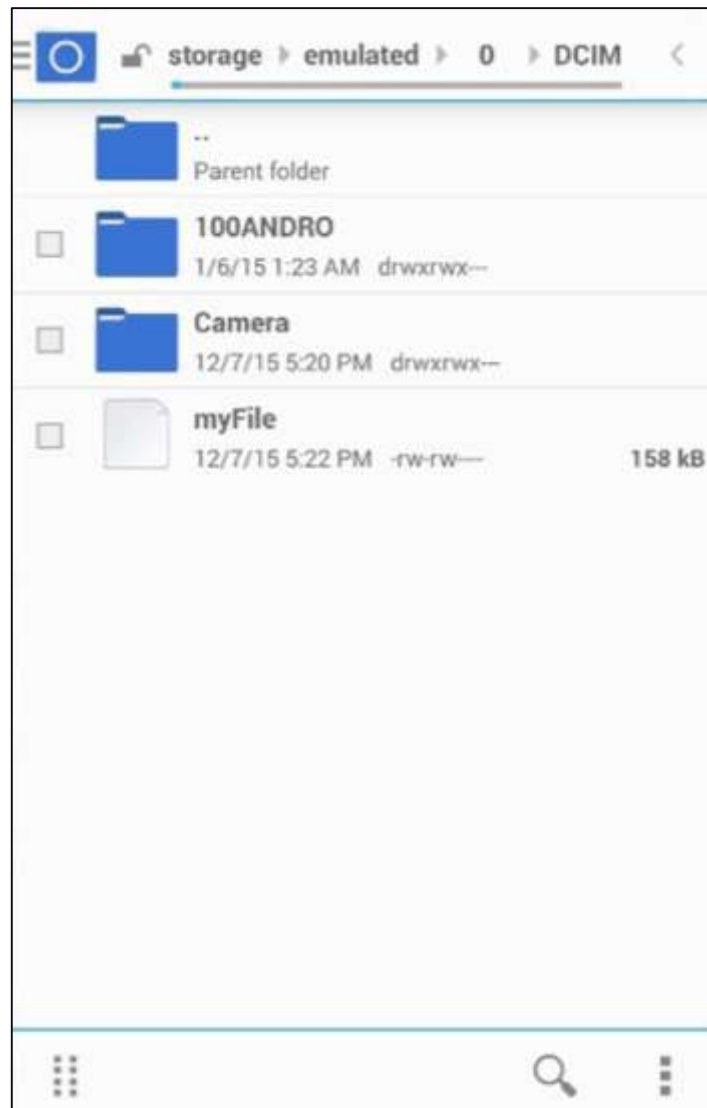 storage emulated 0 DCIM
..
Parent folder
100ANDRO
1/6/15 1:23 AM drwxrwx---
Camera
12/7/15 5:20 PM drwxrwx---
myFile
12/7/15 5:22 PM -rw-rw---- 158 kB